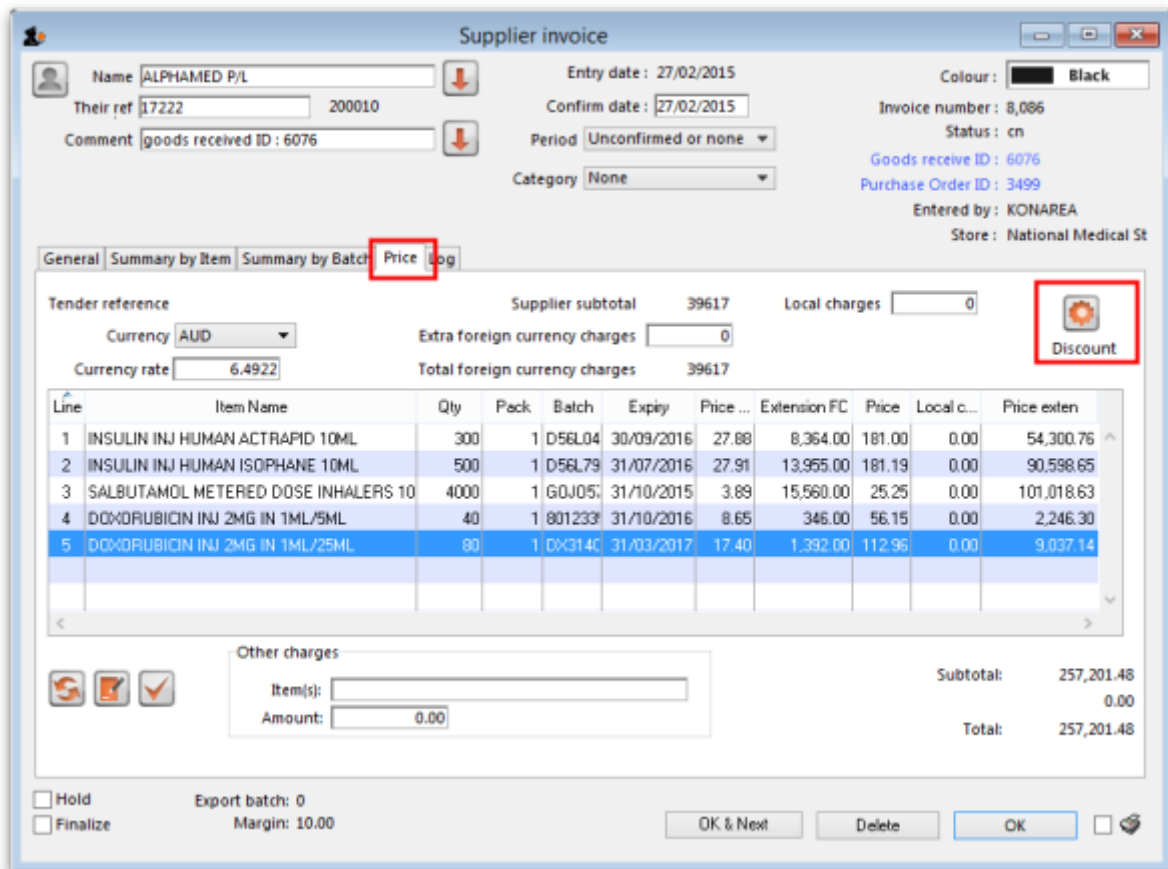 Supplier invoice
Name ALPHAMED P/L
Entry date : 27/02/2015
Colour : Black
Their ref 17222 200010
Confirm date : 27/02/2015
Invoice number : 8,086
Comment goods received ID : 6076
Period Unconfirmed or none
Status : cn
Goods receive ID : 6076
Category None
Purchase Order ID : 3499
Entered by : KONAREA
Store : National Medical St
General Summary by Item Summary by Batch Price Log
Tender reference
Supplier subtotal 39617
Local charges 0
Currency AUD
Extra foreign currency charges 0
Discount
Currency rate 6.4922
Total foreign currency charges 39617
Line Item Name Qty Pack Batch Expiry Price ... Extension FC Price Local c... Price exten
1 INSULIN INJ HUMAN ACTRAPID 10ML 300 1 D56L04 30/09/2016 27.88 8,364.00 181.00 0.00 54,300.76
2 INSULIN INJ HUMAN ISOPHANE 10ML 500 1 D56L79 31/07/2016 27.91 13,955.00 181.19 0.00 90,598.65
3 SALBUTAMOL METERED DOSE INHALERS 10 4000 1 31/10/2015 3.89 15,560.00 25.25 0.00 101,018.63
4 DOXORUBICIN INJ 2MG IN 1ML/5ML 40 1 31/10/2016 8.65 346.00 56.15 0.00 2,246.30
5 DOXORUBICIN INJ 2MG IN 1ML/25ML 80 1 DX314C 31/03/2017 17.40 1,392.00 112.96 0.00 9,037.14
Other charges
Item(s):
Amount: 0.00
Subtotal: 257,201.48
0.00
Total: 257,201.48
Hold
Export batch: 0
Finalize
Margin: 10.00
OK & Next Delete OK